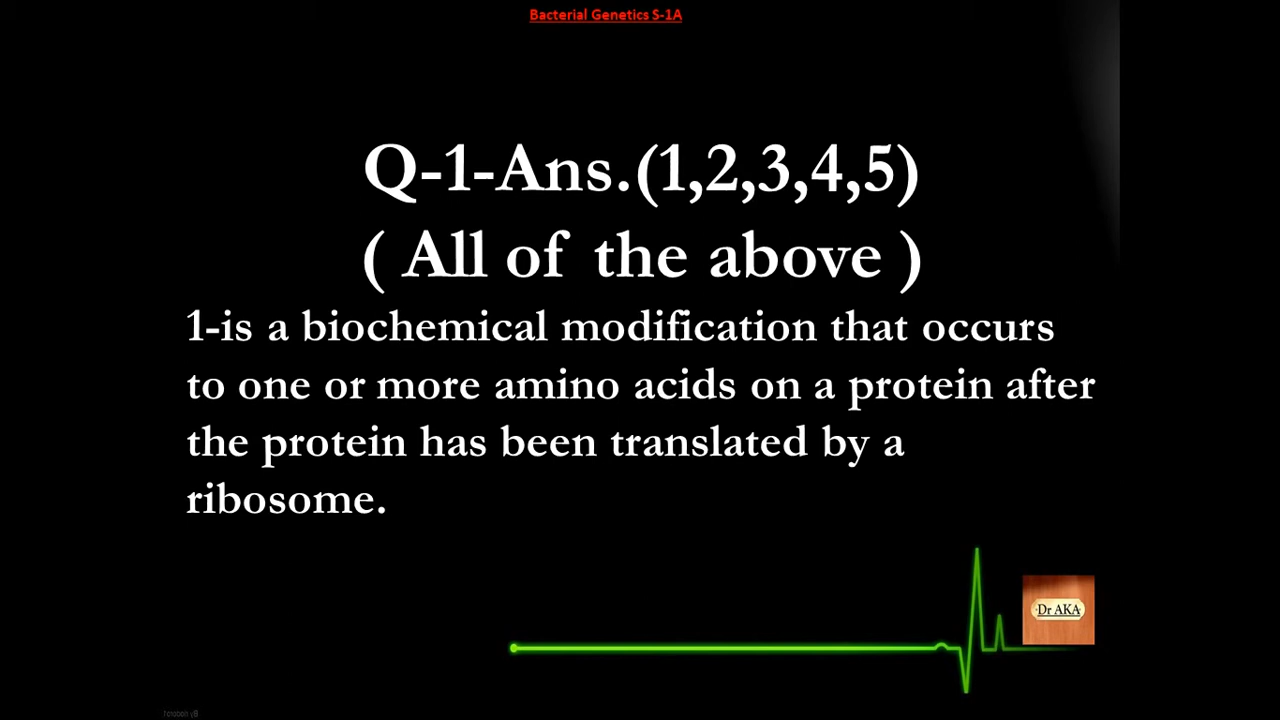 Bacterial Genetics S-1A
Q-1-Ans.(1,2,3,4,5)
( All of the above )
1-is a biochemical modification that occurs
to one or more amino acids on a protein after
the protein has been translated by a
ribosome.
Dr AKA